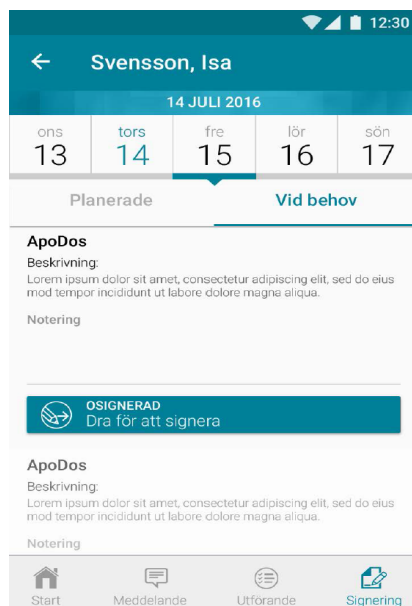 12:30
Svensson, Isa
14 JULI 2016
ons tors fre lör sön
13 14 15 16 17
Planerade Vid behov
ApoDos
Beskrivning:
Lorem ipsum dolor sit amet, consectetur adipiscing elit, sed do eius
mod tempor incididunt ut labore dolore magna aliqua.
Notering
OSIGNERAD
Dra för att signera
ApoDos
Beskrivning:
Lorem ipsum dolor sit amet, consectetur adipiscing elit, sed do eius
mod tempor incididunt ut labore dolore magna aliqua.
Notering
Start Meddelande Utförande Signering